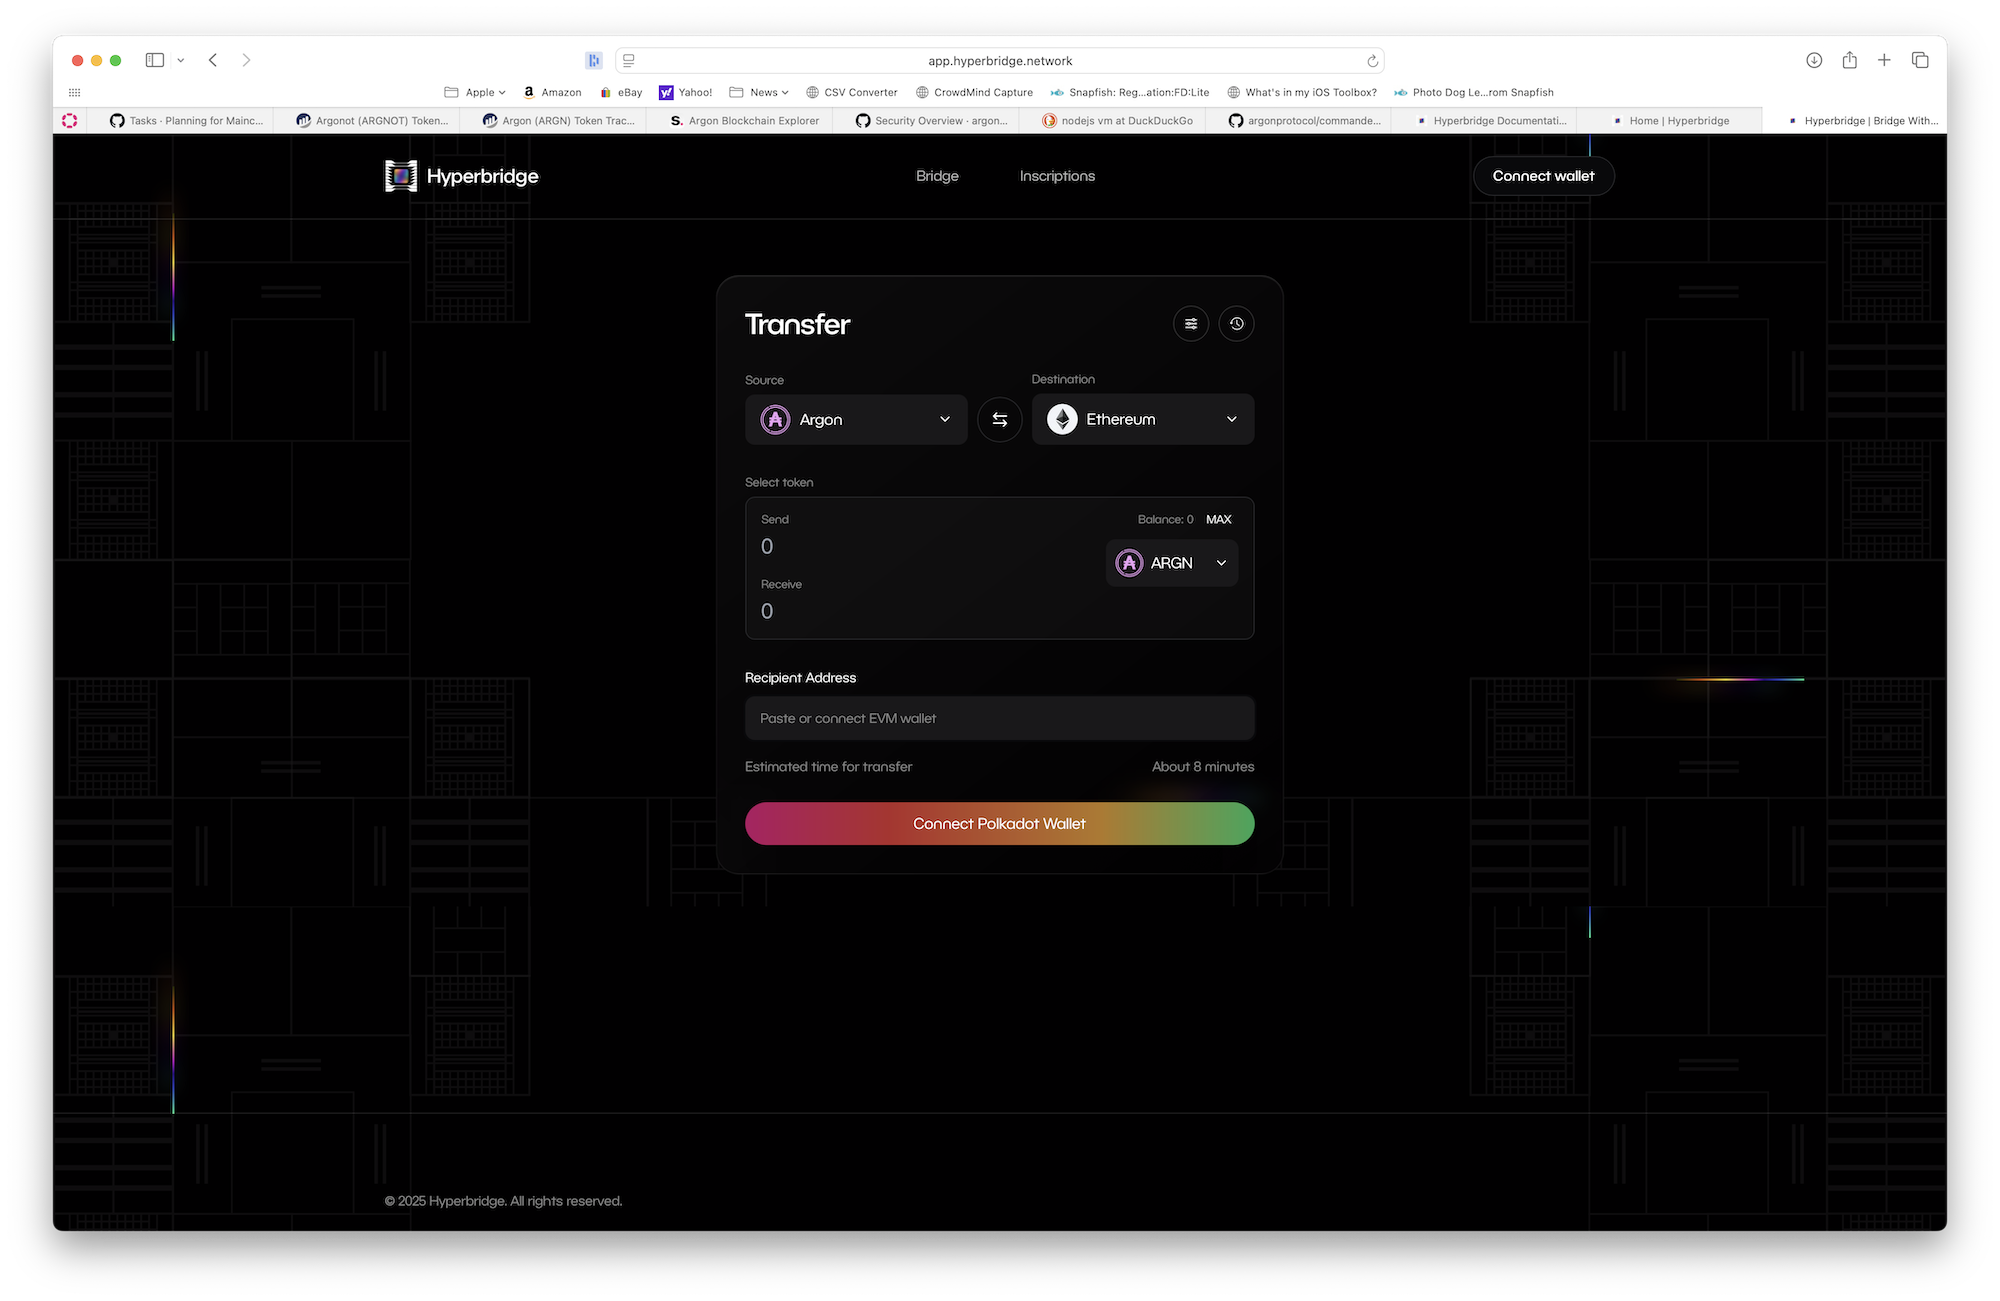 app.hyperbridge.network
Apple
Amazon
eBay
Yahoo!
News
CSV Converter
CrowdMind Capture
Snapfish: Reg...ation:FD:Lite
What's in my iOS Toolbox?
Photo Dog Le...rom Snapfish
Tasks · Planning for Mainc...
Argonot (ARGNOT) Token...
Argon (ARGN) Token Trac...
S. Argon Blockchain Explorer
Security Overview · argon...
nodejs vm at DuckDuckGo
argonprotocol/commande...
Hyperbridge Documentati...
Home | Hyperbridge
Hyperbridge | Bridge With...
Hyperbridge
Bridge
Inscriptions
Connect wallet
Transfer
Source
Destination
Argon
Ethereum
Select token
Send
Balance: 0 MAX
0
ARGN
Receive
0
Recipient Address
Paste or connect EVM wallet
Estimated time for transfer
About 8 minutes
Connect Polkadot Wallet
© 2025 Hyperbridge. All rights reserved.